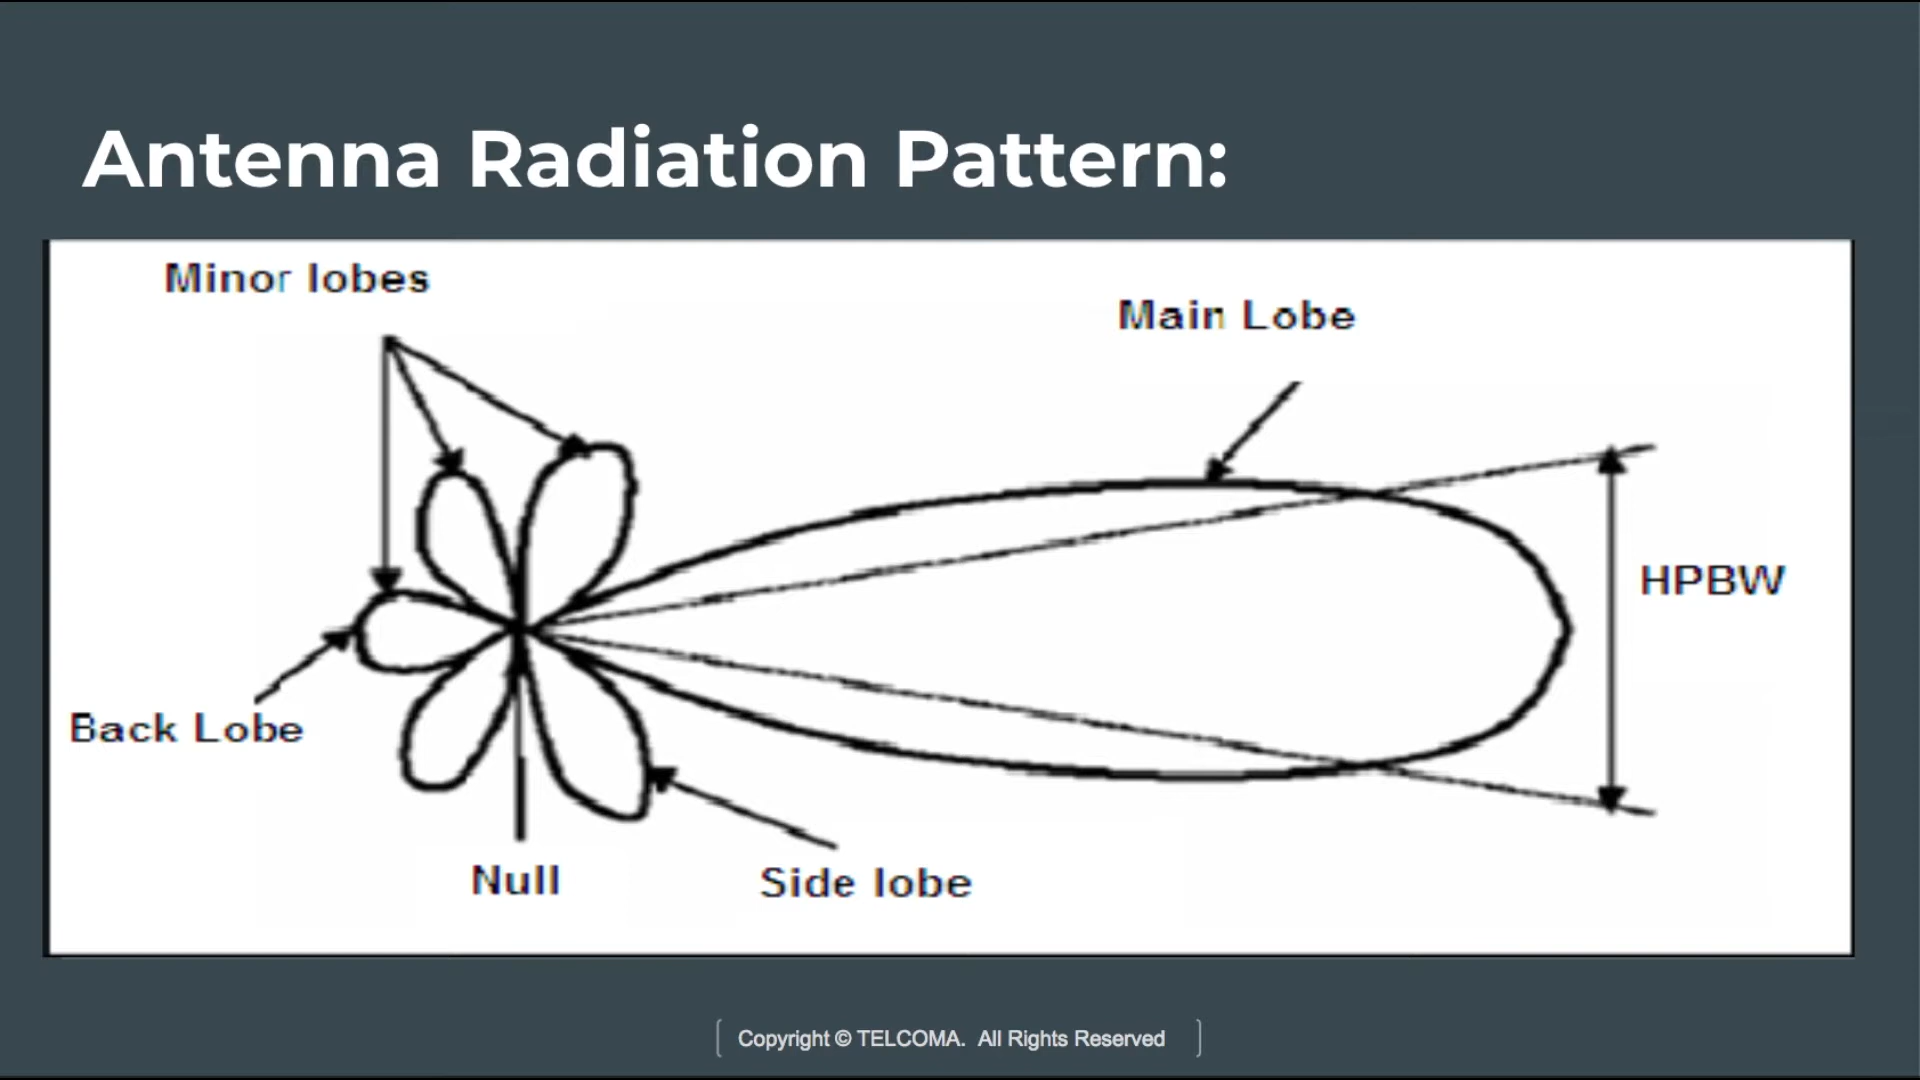 Antenna Radiation Pattern:
Minor lobes
Main Lobe
HPBW
Back Lobe
Null
Side lobe
Copyright © TELCOMA. All Rights Reserved